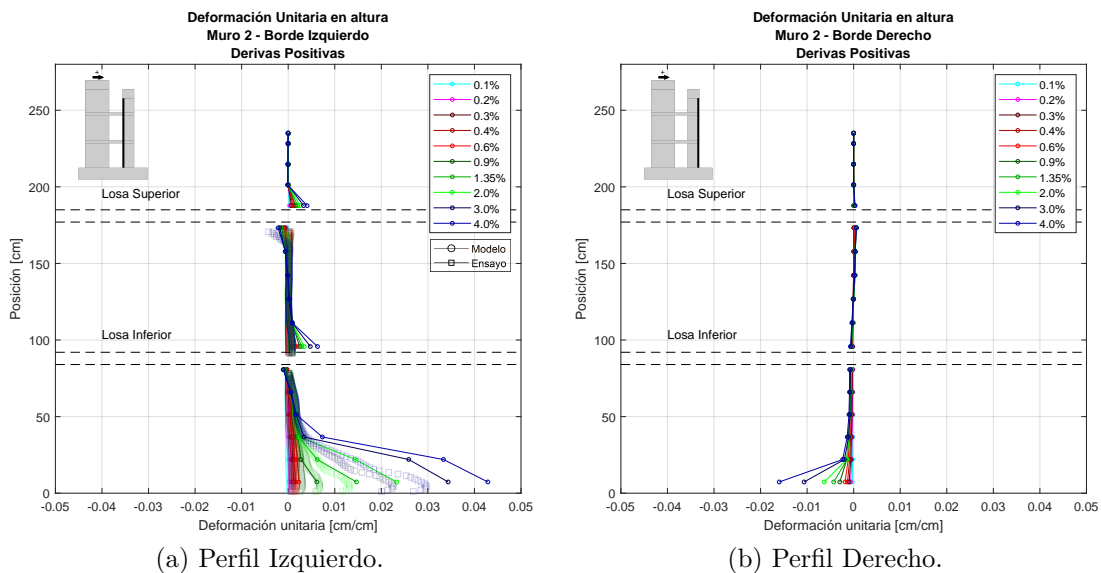 Deformación Unitaria en altura
Muro 2 - Borde Izquierdo
Derivas Positivas
+
0.1%
0.2%
0.3%
0.4%
0.6%
0.9%
1.35%
2.0%
3.0%
4.0%
Modelo
Ensayo
Losa Superior
Losa Inferior
250
200
150
100
50
0
Posición [cm]
-0.05 -0.04 -0.03 -0.02 -0.01 0 0.01 0.02 0.03 0.04 0.05
Deformación unitaria [cm/cm]
(a) Perfil Izquierdo.
Deformación Unitaria en altura
Muro 2 - Borde Derecho
Derivas Positivas
+
0.1%
0.2%
0.3%
0.4%
0.6%
0.9%
1.35%
2.0%
3.0%
4.0%
Losa Superior
Losa Inferior
250
200
150
100
50
0
Posición [cm]
-0.05 -0.04 -0.03 -0.02 -0.01 0 0.01 0.02 0.03 0.04 0.05
Deformación unitaria [cm/cm]
(b) Perfil Derecho.